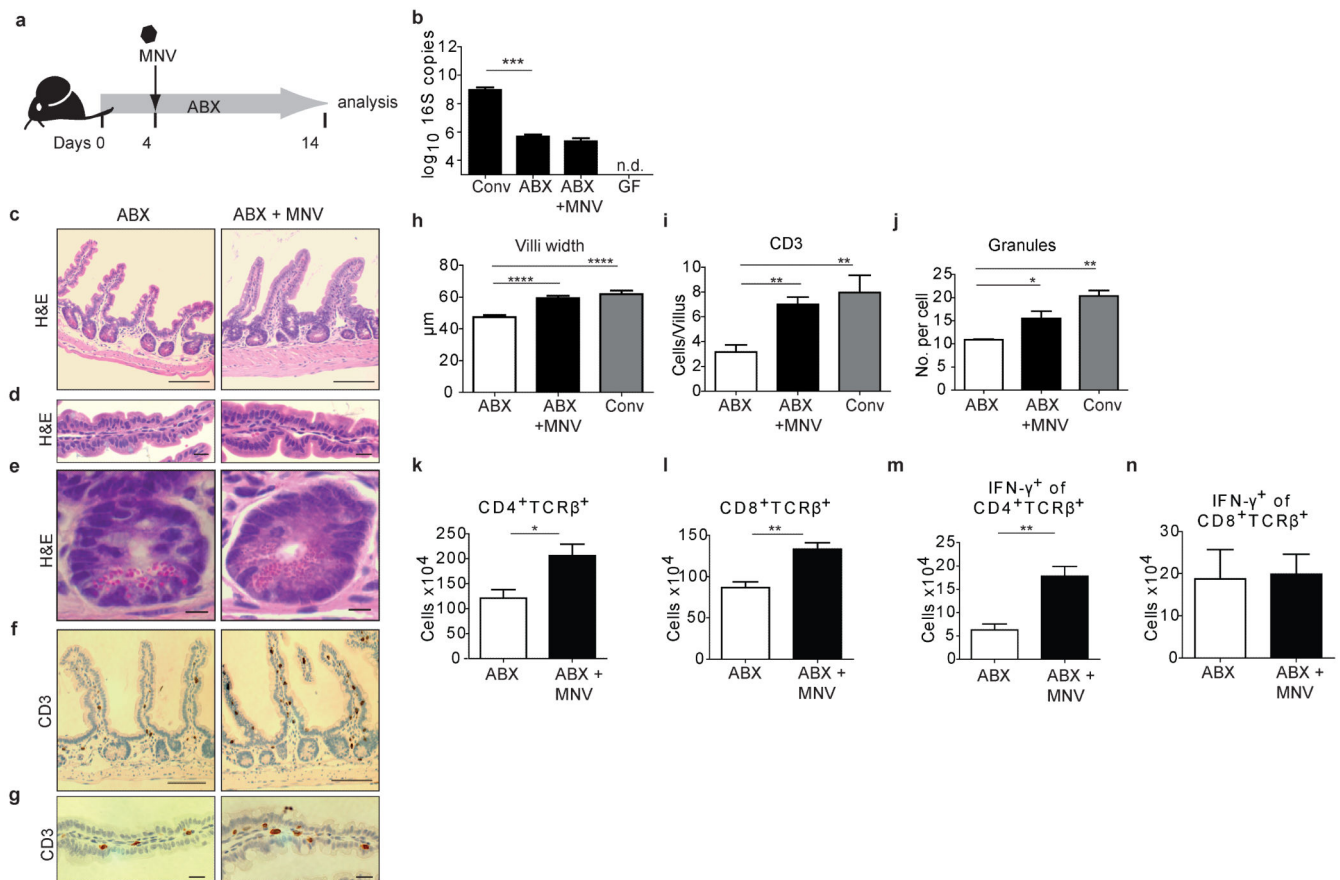 a
MNV
ABX
analysis
Days 0
4
14
b
log10 16S copies
12
10
8
6
4
***
n.d.
Conv
ABX
ABX
+MNV
GF
c
ABX
ABX + MNV
H&E
d
H&E
e
H&E
f
CD3
g
CD3
h
Villi width
µm
80
60
40
20
0
****
****
ABX
ABX
+MNV
Conv
i
CD3
Cells/Villus
10
8
6
4
2
0
**
**
ABX
ABX
+MNV
Conv
j
Granules
No. per cell
25
20
15
10
5
0
*
**
ABX
ABX
+MNV
Conv
k
CD4+TCRβ+
Cells x10⁴
250
200
150
100
50
0
*
ABX
ABX +
MNV
l
CD8+TCRβ+
Cells x10⁴
200
150
100
50
0
**
ABX
ABX +
MNV
m
IFN-γ+ of
CD4+TCRβ+
Cells x10⁴
25
20
15
10
5
0
**
ABX
ABX +
MNV
n
IFN-γ+ of
CD8+TCRβ+
Cells x10⁴
30
20
10
0
ABX
ABX +
MNV